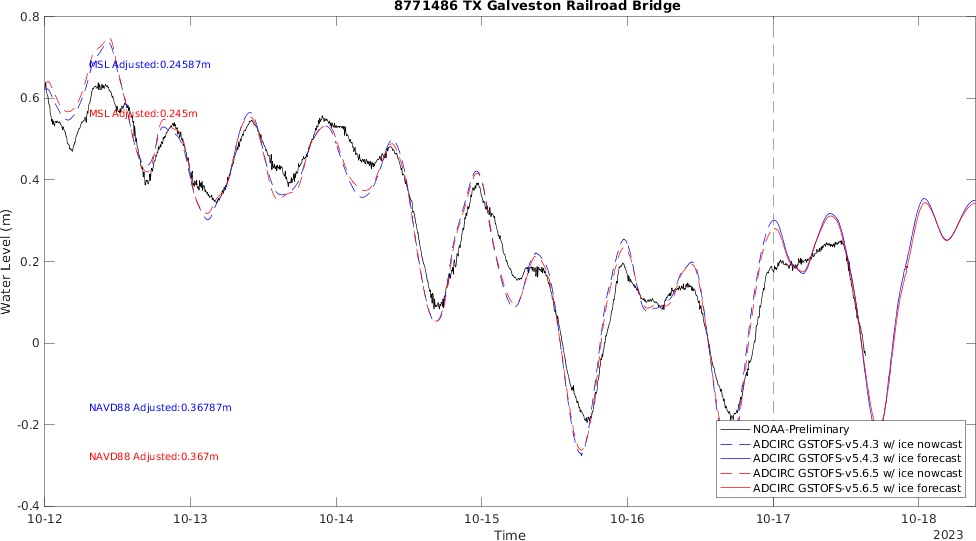 8771486 TX Galveston Railroad Bridge
0.8
MSL Adjusted:0.24587m
0.6
MSL Adjusted:0.245m
0.4
Water Level (m)
0.2
0
NAVD88 Adjusted:0.36787m
-0.2
NAVD88 Adjusted:0.367m
-0.4
NOAA-Preliminary
ADCIRC GSTOFS-v5.4.3 w/ ice nowcast
ADCIRC GSTOFS-v5.4.3 w/ ice forecast
ADCIRC GSTOFS-v5.6.5 w/ ice nowcast
ADCIRC GSTOFS-v5.6.5 w/ ice forecast
10-12 10-13 10-14 10-15 10-16 10-17 10-18
Time
2023